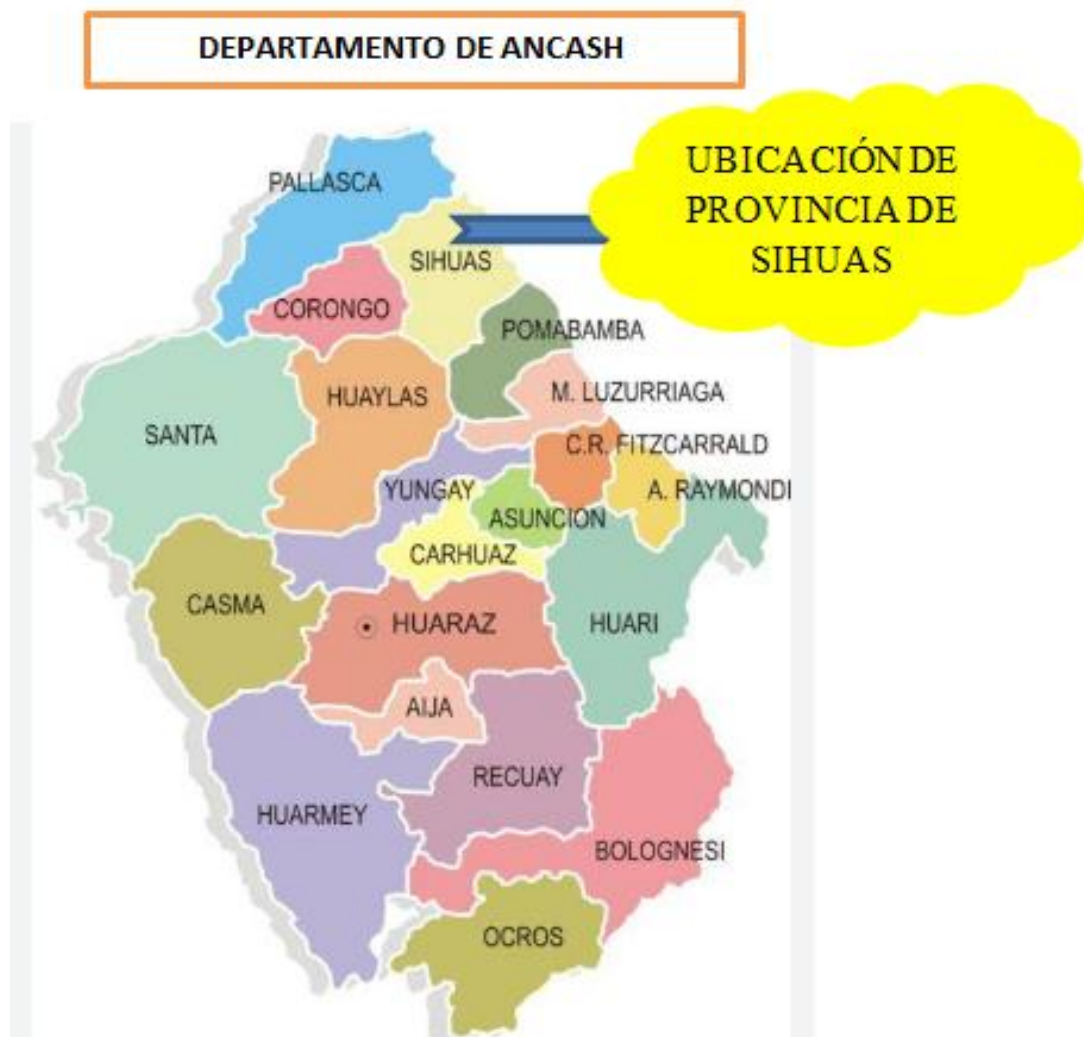 DEPARTAMENTO DE ANCASH
UBICACIÓN DE
PROVINCIA DE
SIHUAS
PALLASCA
SIHUAS
CORONGO
POMABAMBA
HUAYLAS
M. LUZURRIAGA
SANTA
C.R. FITZCARRALD
YUNGAY
A. RAYMONDI
ASUNCION
CARHUAZ
CASMA
HUARAZ
HUARI
AIJA
RECUAY
HUARMEY
BOLOGNESI
OCROS